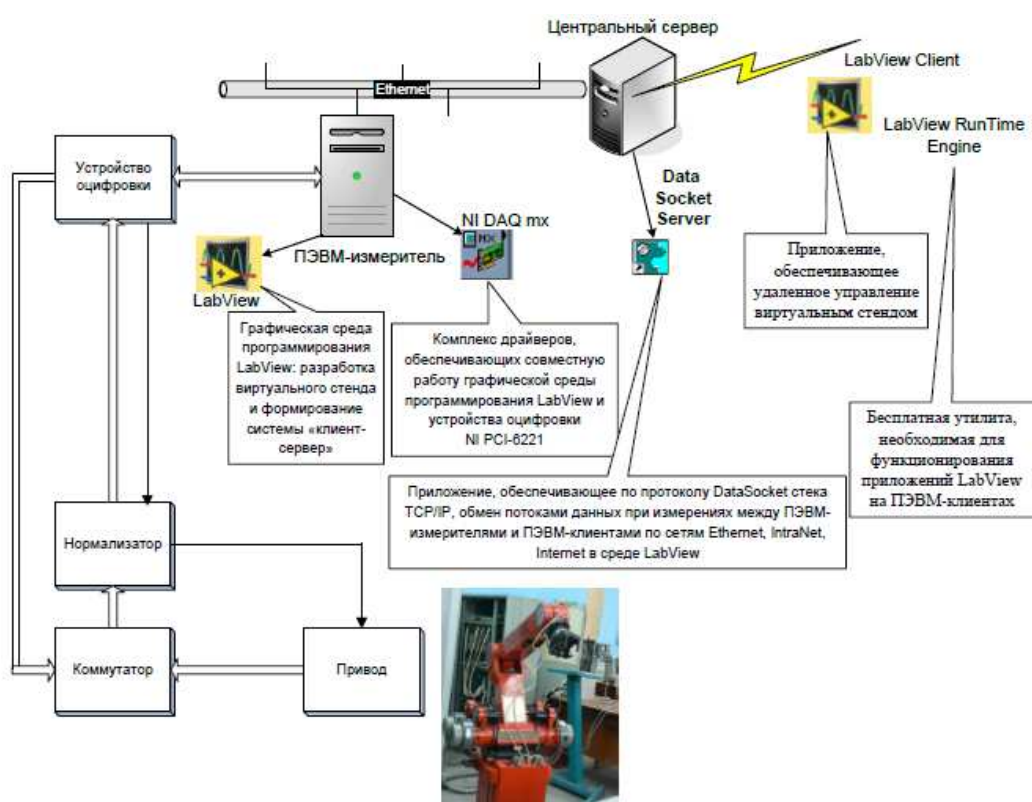 Центральный сервер
LabView Client
LabView RunTime
Engine
Ethernet
Устройство
оцифровки
ПЭВМ-измеритель
NI DAQ mx
Data
Socket
Server
LabView
Графическая среда
программирования
LabView: разработка
виртуального стенда
и формирование
системы «клиент-
сервер»
Комплекс драйверов,
обеспечивающих совместную
работу графической среды
программирования LabView и
устройства оцифровки
NI PCI-6221
Приложение,
обеспечивающее
удаленное управление
виртуальным стендом
Бесплатная утилита,
необходимая для
функционирования
приложений LabView
на ПЭВМ-клиентах
Приложение, обеспечивающее по протоколу DataSocket стека
TCP/IP, обмен потоками данных при измерениях между ПЭВМ-
измерителями и ПЭВМ-клиентами по сетям Ethernet, IntraNet,
Internet в среде LabView
Нормализатор
Коммутатор
Привод